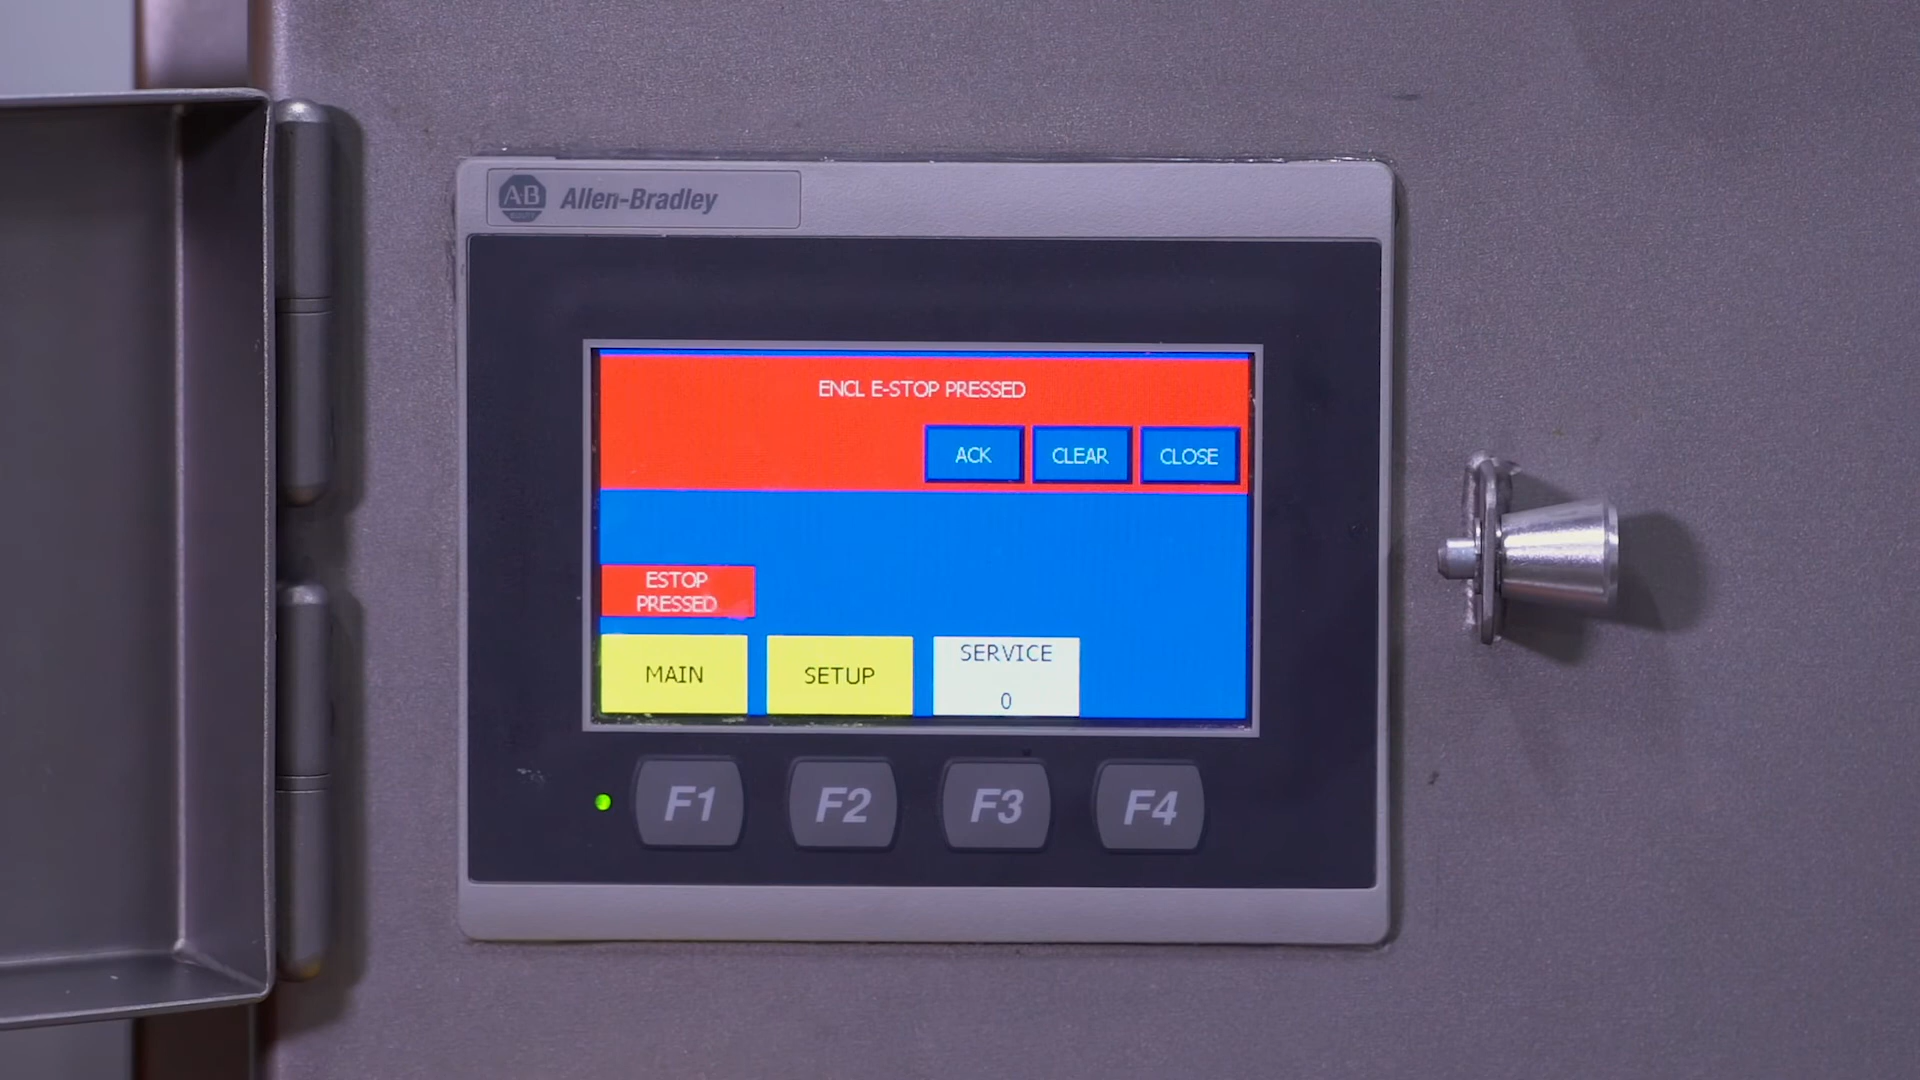 AB
Allen-Bradley
ENCL E-STOP PRESSED
ACK
CLEAR
CLOSE
ESTOP
PRESSED
MAIN
SETUP
SERVICE
0
F1
F2
F3
F4